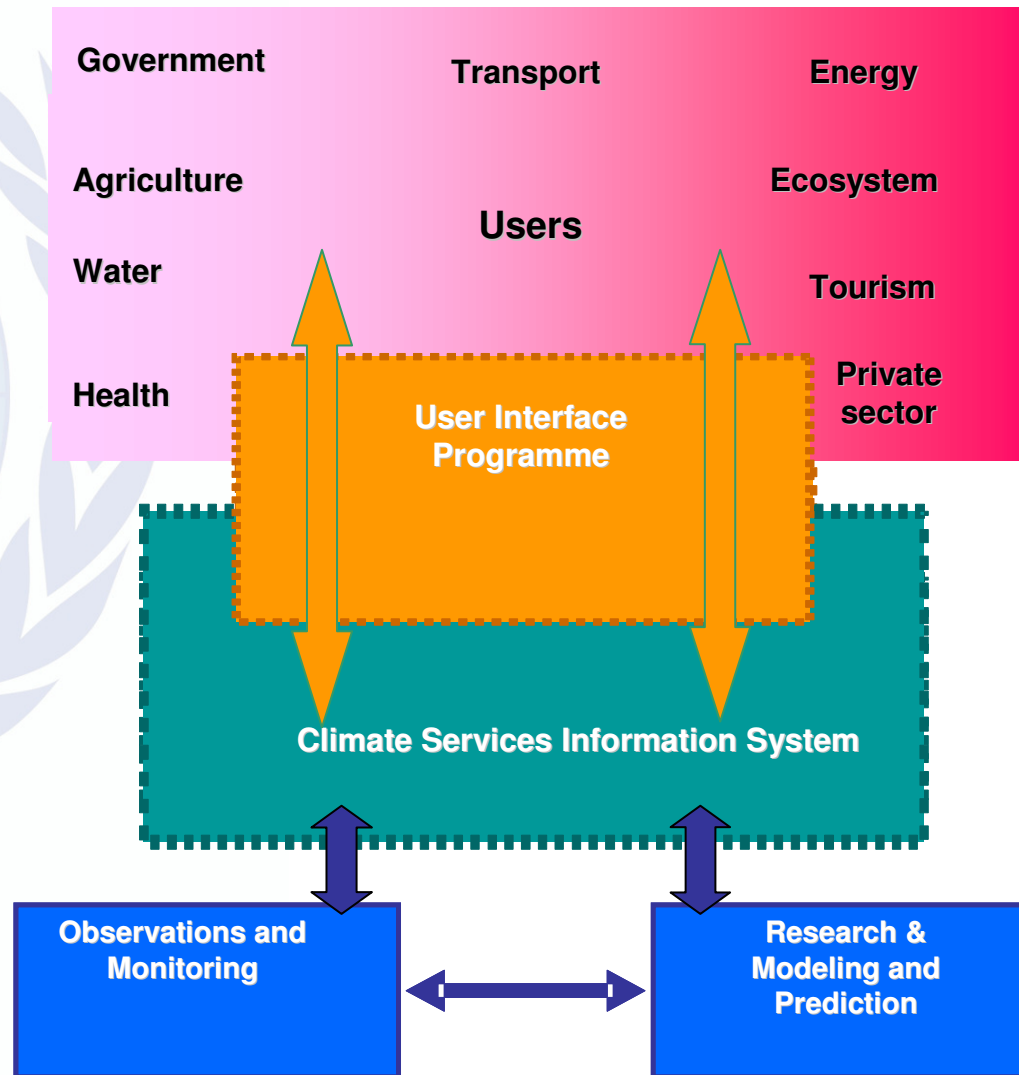 Government
Transport
Energy
Agriculture
Ecosystem
Users
Water
Tourism
Health
Private
sector
User Interface
Programme
Climate Services Information System
Observations and
Monitoring
Research &
Modeling and
Prediction